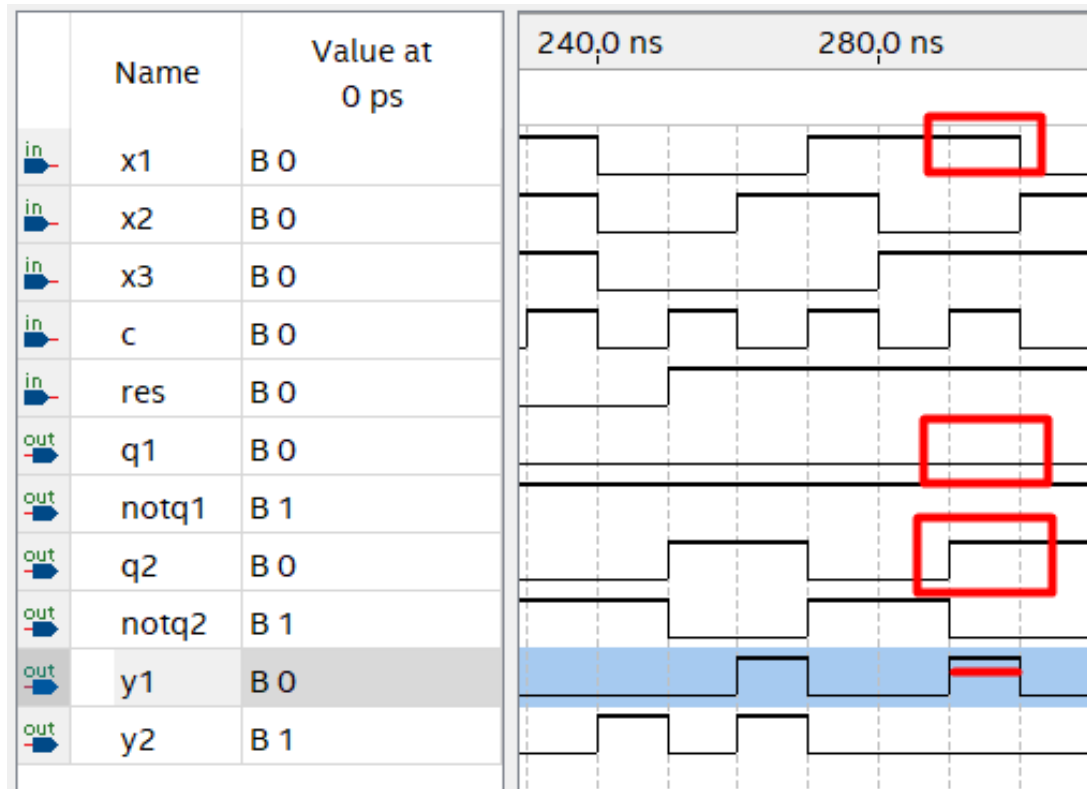 Name Value at 0 ps 240,0 ns 280,0 ns
in x1 B 0
in x2 B 0
in x3 B 0
in c B 0
in res B 0
out q1 B 0
out notq1 B 1
out q2 B 0
out notq2 B 1
out y1 B 0
out y2 B 1